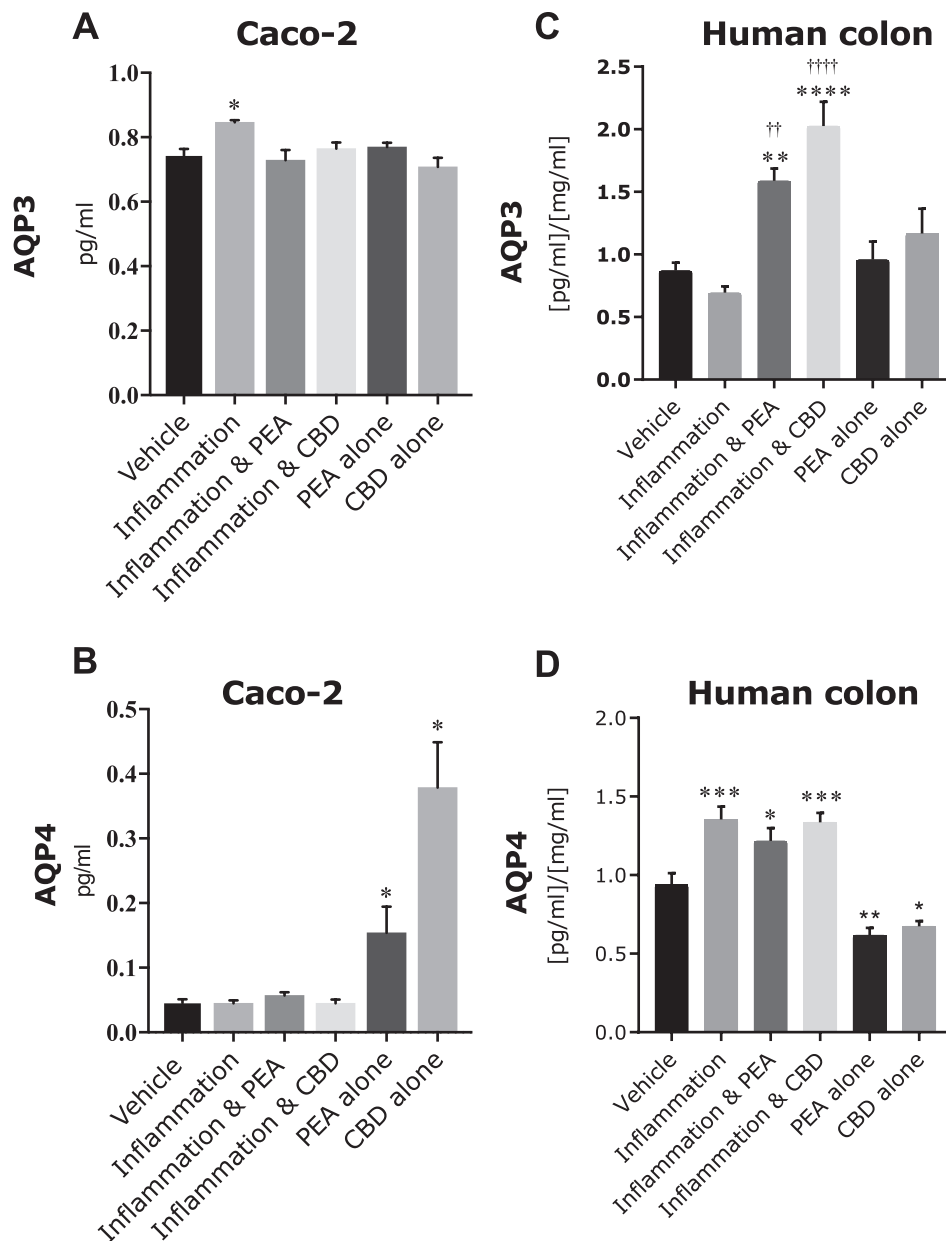 A
Caco-2
AQP3
pg/ml
1.0
0.8
0.6
0.4
0.2
0.0
*
Vehicle
Inflammation
Inflammation & PEA
Inflammation & CBD
PEA alone
CBD alone
C
Human colon
AQP3
[pg/ml]/[mg/ml]
2.5
2.0
1.5
1.0
0.5
0.0
††
**
††††
****
Vehicle
Inflammation
Inflammation & PEA
Inflammation & CBD
PEA alone
CBD alone
B
Caco-2
AQP4
pg/ml
0.5
0.4
0.3
0.2
0.1
0.0
*
*
Vehicle
Inflammation
Inflammation & PEA
Inflammation & CBD
PEA alone
CBD alone
D
Human colon
AQP4
[pg/ml]/[mg/ml]
2.0
1.5
1.0
0.5
0.0
***
*
***
**
*
Vehicle
Inflammation
Inflammation & PEA
Inflammation & CBD
PEA alone
CBD alone